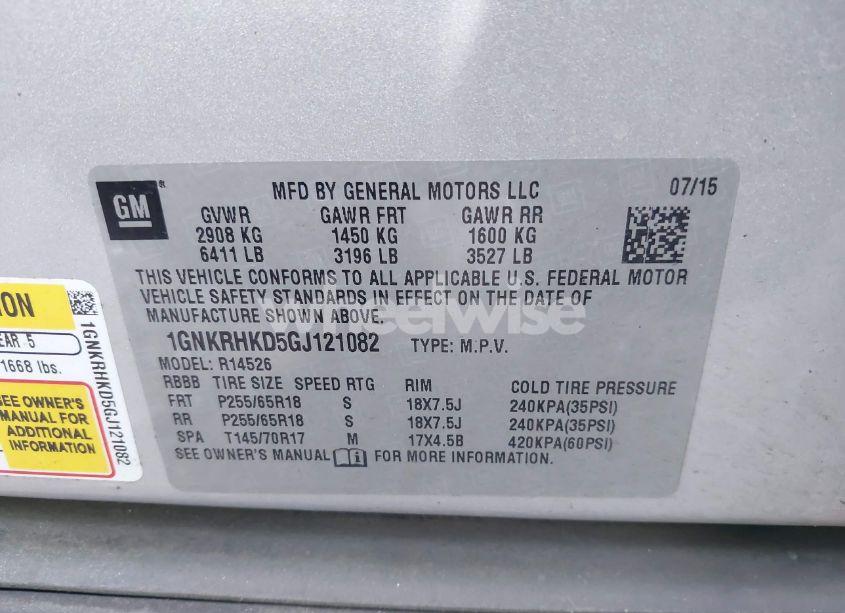 GM
MFD BY GENERAL MOTORS LLC 07/15
GVWR GAWR FRT GAWR RR
2908 KG 1450 KG 1600 KG
6411 LB 3196 LB 3527 LB
THIS VEHICLE CONFORMS TO ALL APPLICABLE U.S. FEDERAL MOTOR
VEHICLE SAFETY STANDARDS IN EFFECT ON THE DATE OF
MANUFACTURE SHOWN ABOVE.
wheelwise
1GNKRHKD5GJ121082 TYPE: M.P.V.
MODEL: R14526
RBBB TIRE SIZE SPEED RTG RIM COLD TIRE PRESSURE
FRT P255/65R18 S 18X7.5J 240KPA(35PSI)
RR P255/65R18 S 18X7.5J 240KPA(35PSI)
SPA T145/70R17 M 17X4.5B 420KPA(60PSI)
SEE OWNER'S MANUAL FOR MORE INFORMATION.
ION
EAR 5
1668 lbs.
SEE OWNER'S
MANUAL FOR
ADDITIONAL
INFORMATION
1GNKRHKD5GJ121082